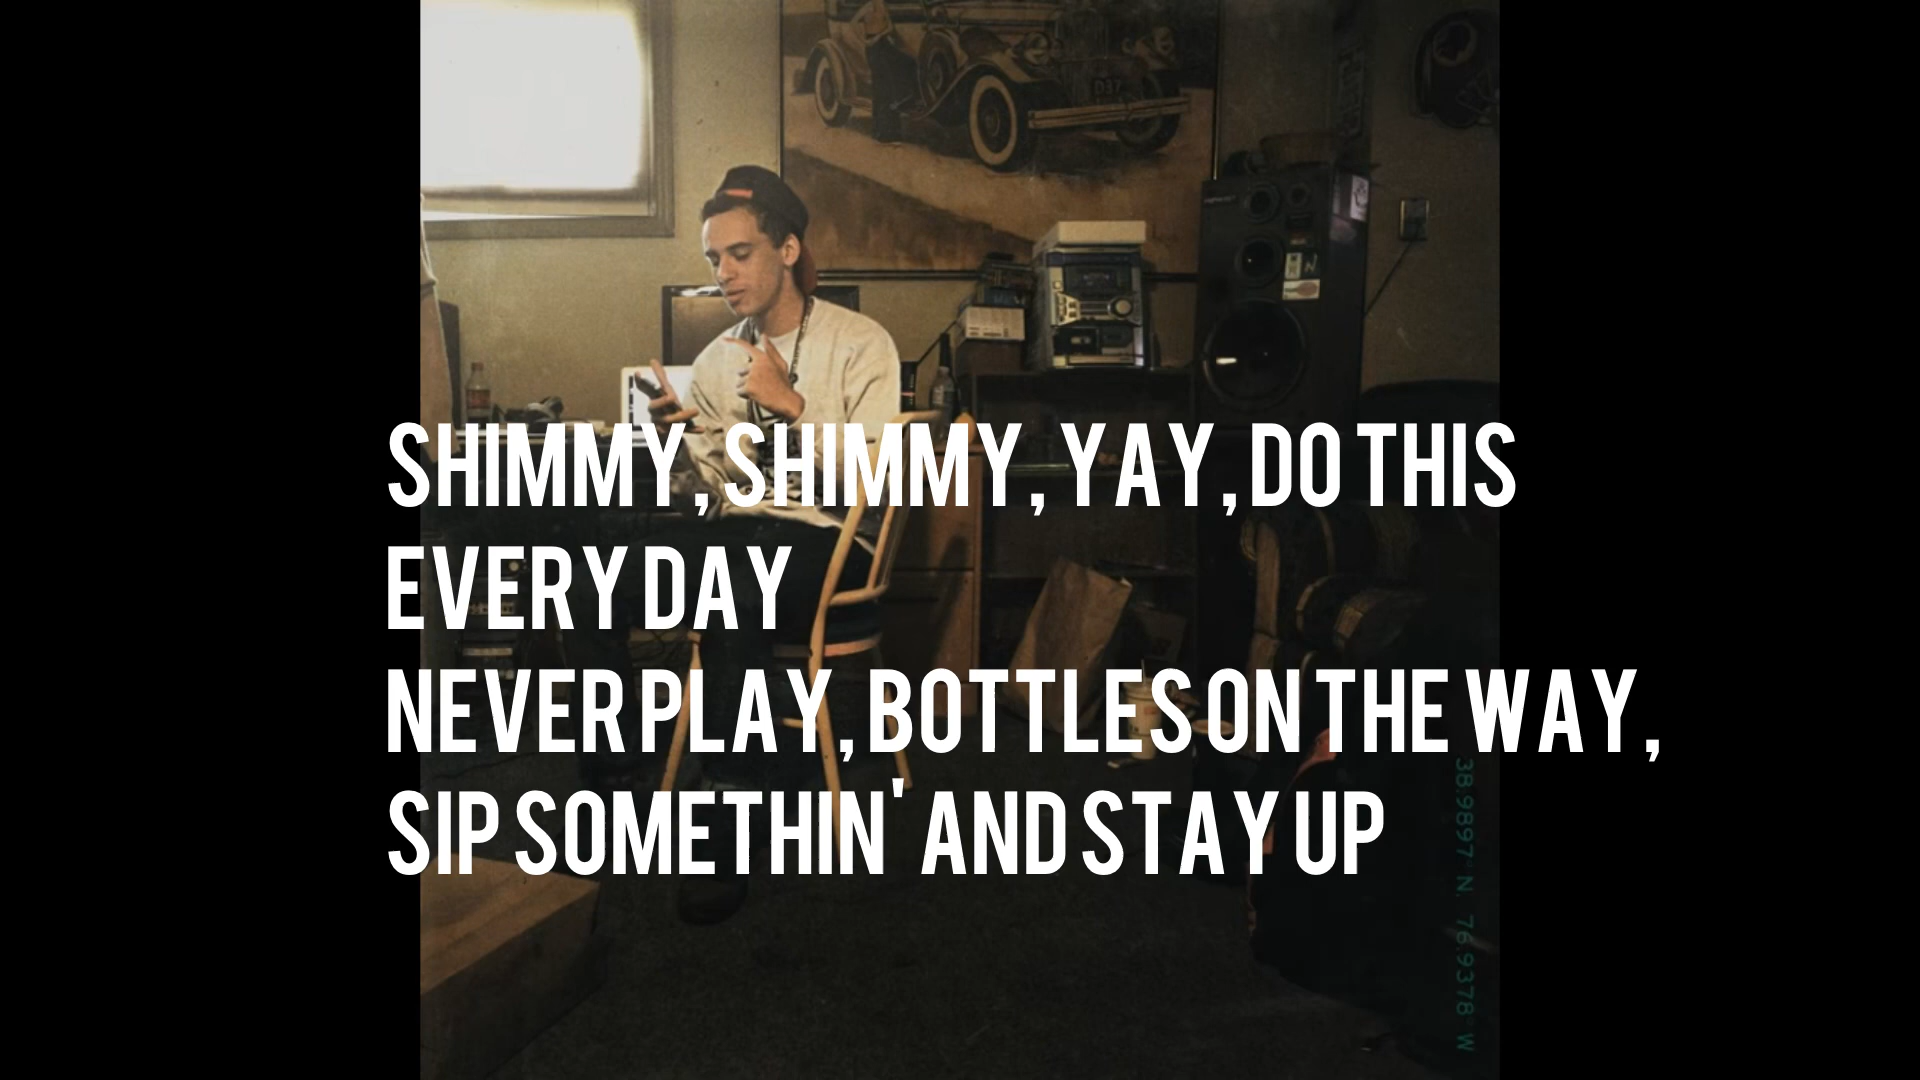 SHIMMY, SHIMMY, YAY, DO THIS
EVERY DAY
NEVER PLAY, BOTTLES ON THE WAY,
SIP SOMETHIN' AND STAY UP
38.9897 N. 76.9378 W
D37
N